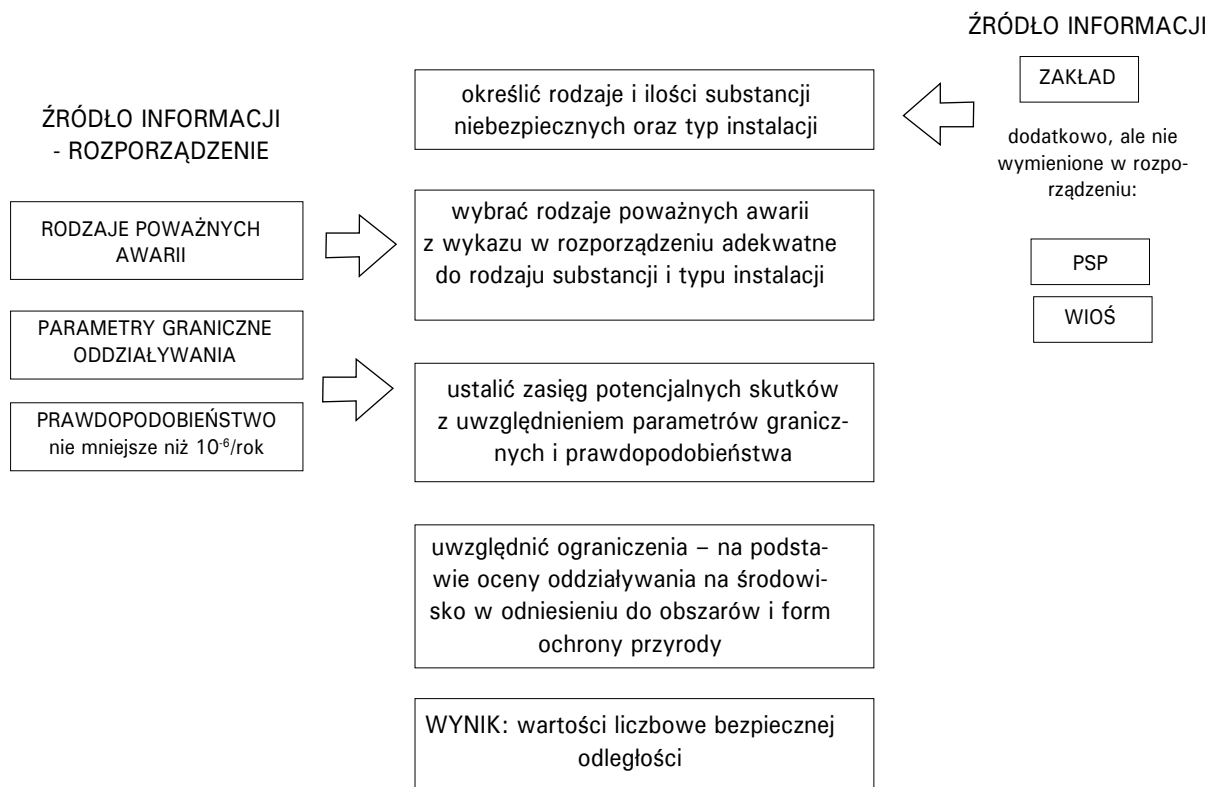 ŹRÓDŁO INFORMACJI
- ROZPORZĄDZENIE
RODZAJE POWAŻNYCH
AWARII
PARAMETRY GRANICZNE
ODDZIAŁYWANIA
PRAWDOPODOBIEŃSTWO
nie mniejsze niż 10⁻⁶/rok
określić rodzaje i ilości substancji
niebezpiecznych oraz typ instalacji
wybrać rodzaje poważnych awarii
z wykazu w rozporządzeniu adekwatne
do rodzaju substancji i typu instalacji
ustalić zasięg potencjalnych skutków
z uwzględnieniem parametrów granicz-
nych i prawdopodobieństwa
uwzględnić ograniczenia – na podsta-
wie oceny oddziaływania na środowi-
sko w odniesieniu do obszarów i form
ochrony przyrody
WYNIK: wartości liczbowe bezpiecznej
odległości
ŹRÓDŁO INFORMACJI
ZAKŁAD
dodatkowo, ale nie
wymienione w rozpo-
rządzeniu:
PSP
WIOŚ